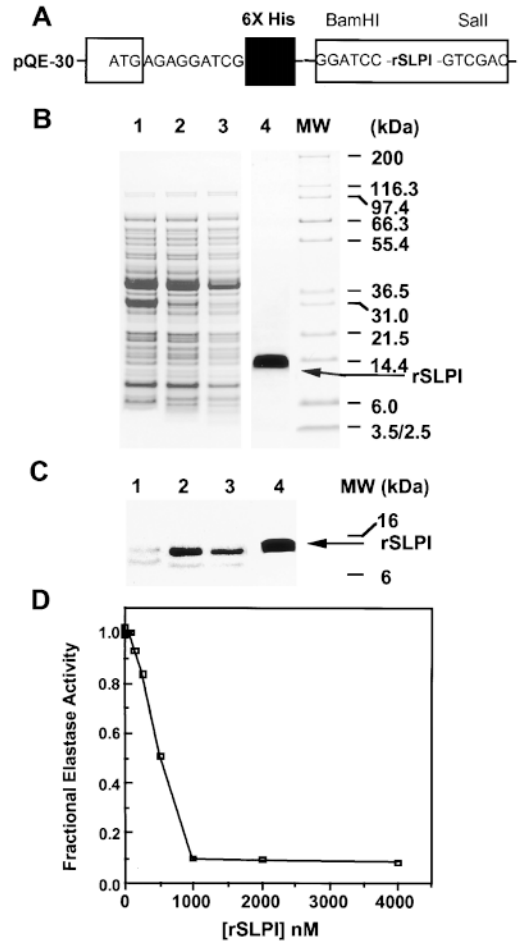 A
6X His
BamHI
SalI
pQE-30
ATGAGAGGATCG
GGATCC -rSLPI -GTCGAC
B
1 2 3 4 MW (kDa)
200
116.3
97.4
66.3
55.4
36.5
31.0
21.5
14.4
rSLPI
6.0
3.5/2.5
C
1 2 3 4 MW (kDa)
16
rSLPI
6
D
Fractional Elastase Activity
1.0
0.8
0.6
0.4
0.2
0
0 1000 2000 3000 4000
[rSLPI] nM